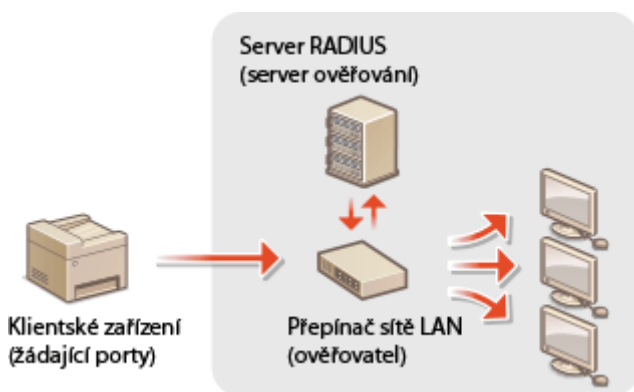 Server RADIUS
(server ověřování)
Klientské zařízení
(žádající porty)
Přepínač sítě LAN
(ověřovatel)